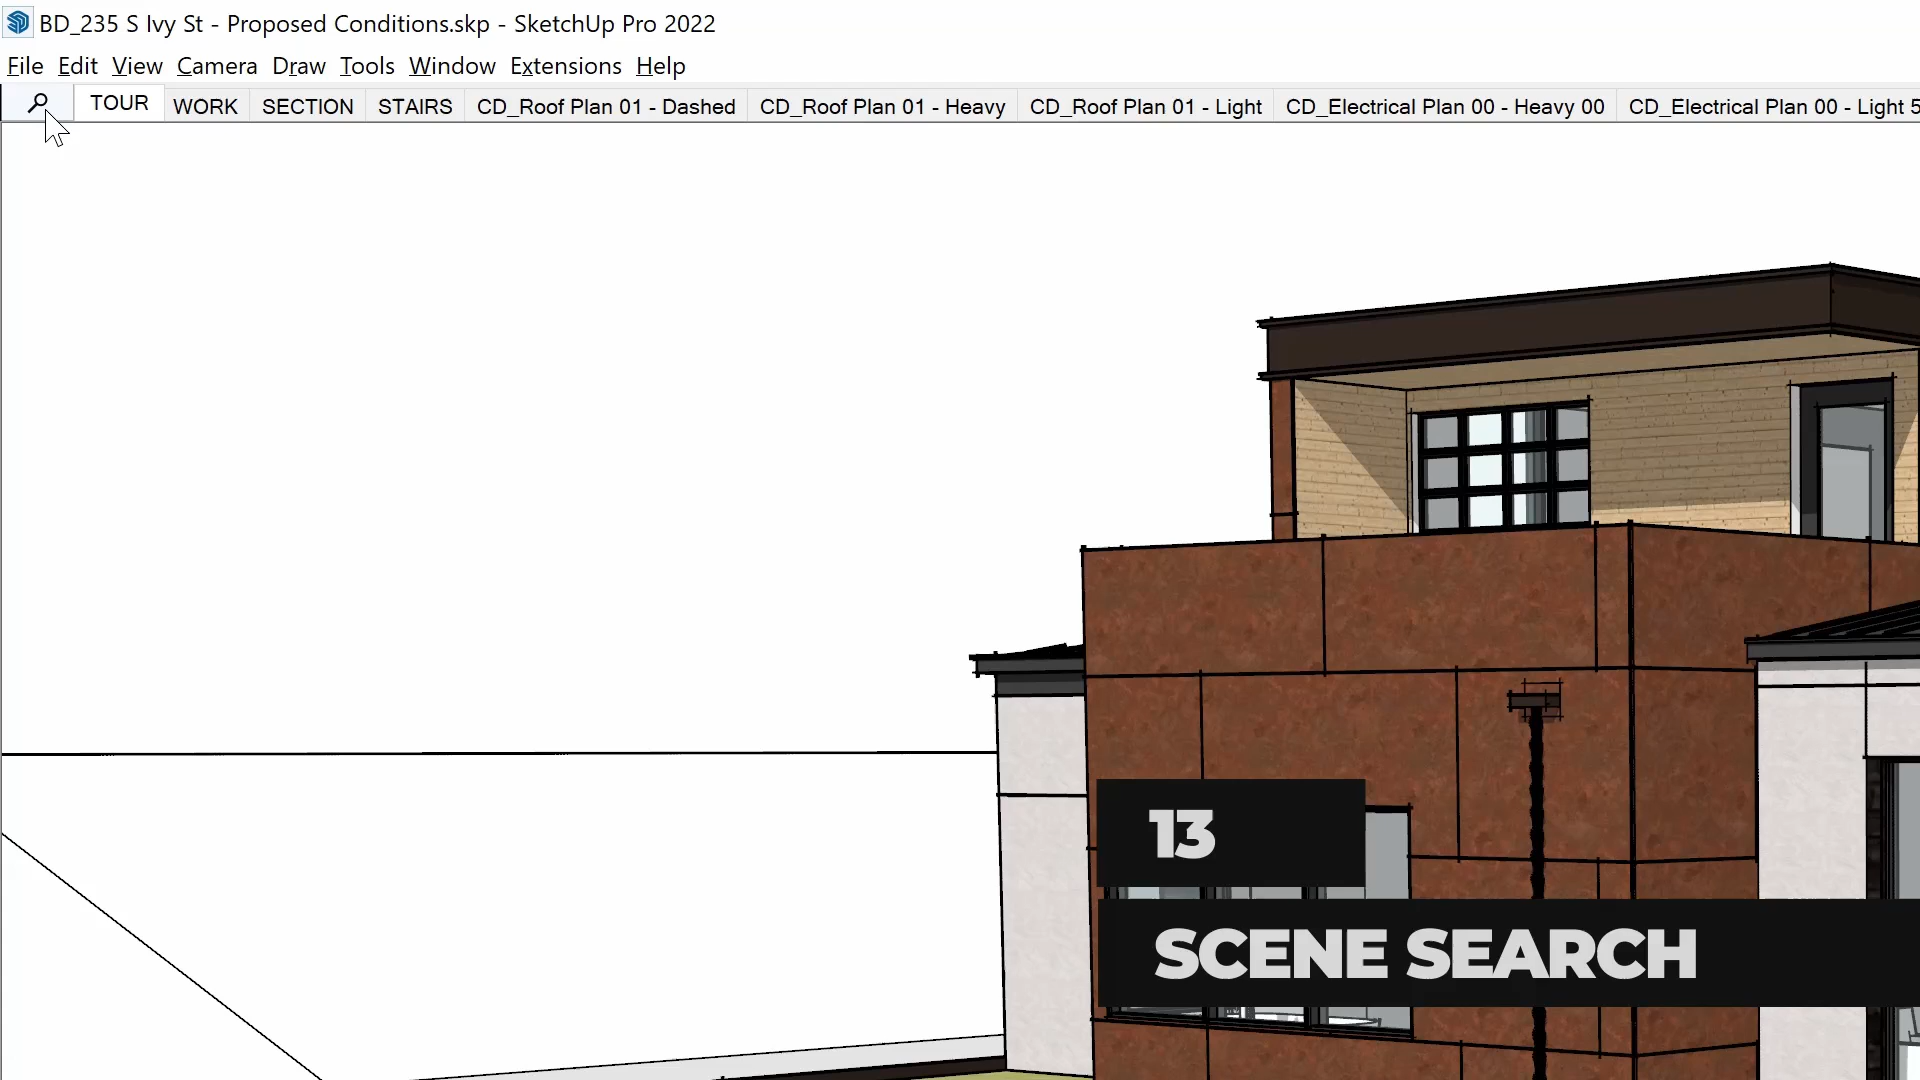 BD_235 S Ivy St - Proposed Conditions.skp - SketchUp Pro 2022
File Edit View Camera Draw Tools Window Extensions Help
TOUR WORK SECTION STAIRS CD_Roof Plan 01 - Dashed CD_Roof Plan 01 - Heavy CD_Roof Plan 01 - Light CD_Electrical Plan 00 - Heavy 00 CD_Electrical Plan 00 - Light 5
13
SCENE SEARCH